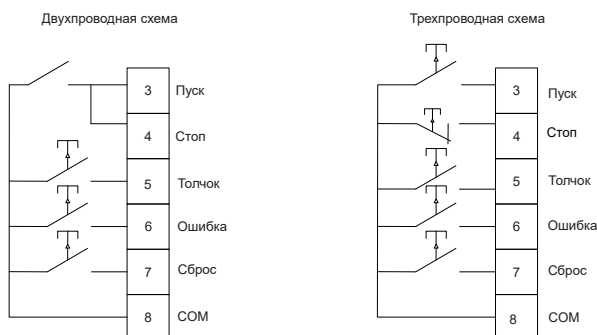 Двухпроводная схема
3 Пуск
4 Стоп
5 Толчок
6 Ошибка
7 Сброс
8 COM
Трехпроводная схема
3 Пуск
4 Стоп
5 Толчок
6 Ошибка
7 Сброс
8 COM